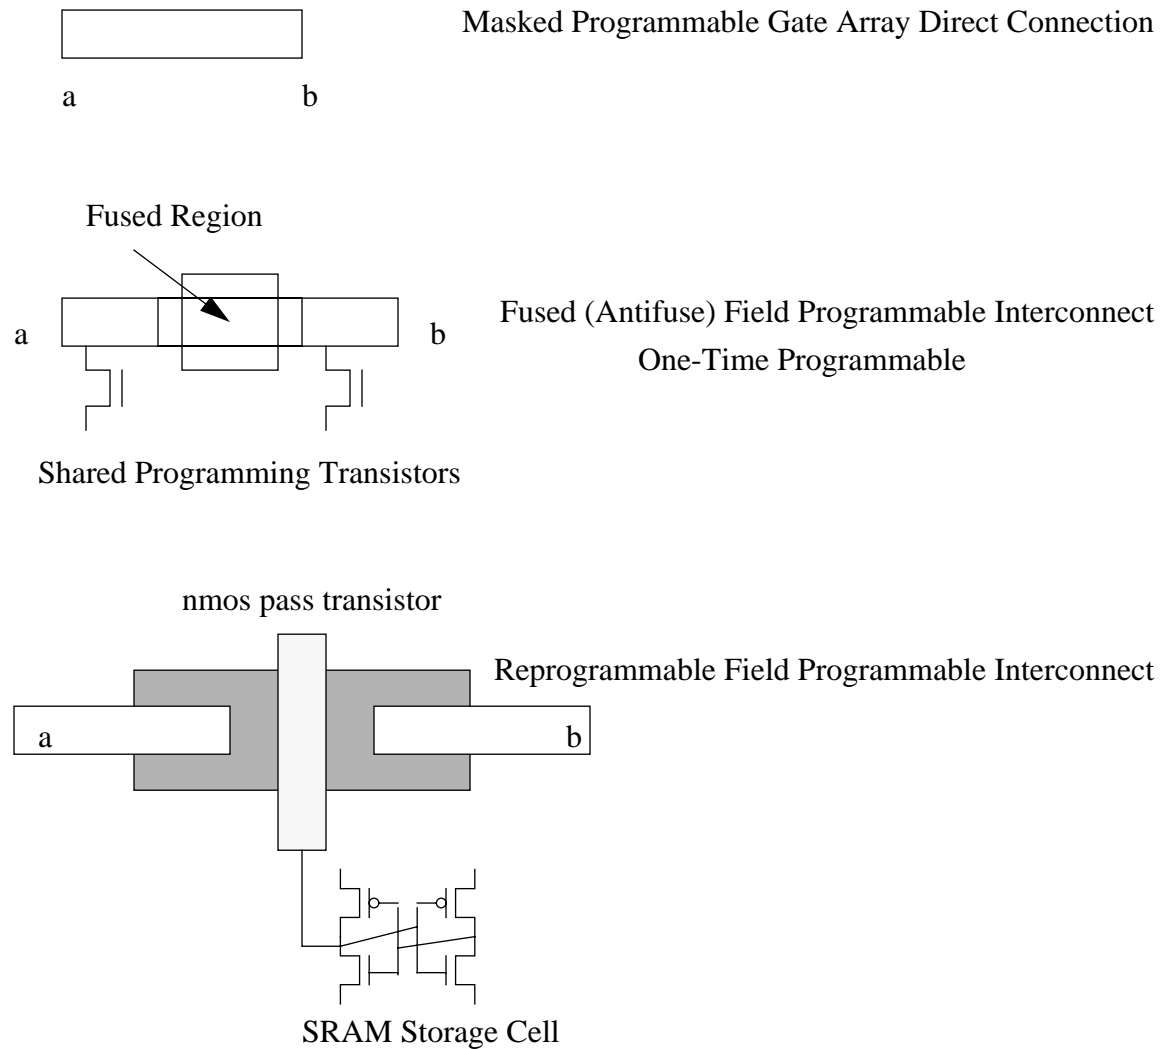 Masked Programmable Gate Array Direct Connection
a
b
Fused Region
a
b
Fused (Antifuse) Field Programmable Interconnect
One-Time Programmable
Shared Programming Transistors
nmos pass transistor
Reprogrammable Field Programmable Interconnect
a
b
SRAM Storage Cell